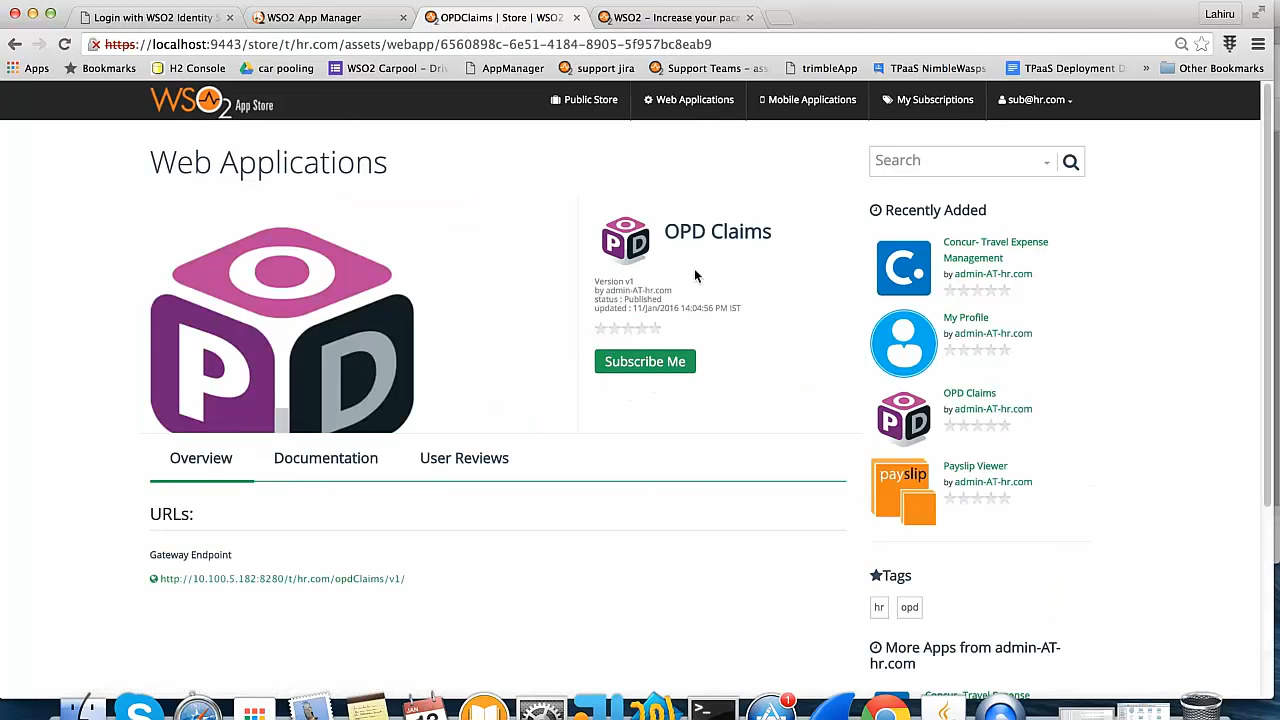 Login with WSO2 Identity S
WSO2 App Manager
OPDClaims | Store | WSO2
WSO2 – Increase your pace
Lahiru
https://localhost:9443/store/t/hr.com/assets/webapp/6560898c-6e51-4184-8905-5f957bc8eab9
Apps
Bookmarks
H2 Console
car pooling
WSO2 Carpool - Driv
AppManager
support jira
Support Teams - ass
trimbleApp
TPaaS NimbleWasps
TPaaS Deployment D
»
Other Bookmarks
WSO2 App Store
Public Store
Web Applications
Mobile Applications
My Subscriptions
sub@hr.com
Web Applications
Search
O
P D
OPD Claims
Version v1
by admin-AT-hr.com
status : Published
updated : 11/Jan/2016 14:04:56 PM IST
Subscribe Me
Recently Added
Concur- Travel Expense
Management
by admin-AT-hr.com
My Profile
by admin-AT-hr.com
OPD Claims
by admin-AT-hr.com
payslip
Payslip Viewer
by admin-AT-hr.com
Overview
Documentation
User Reviews
URLs:
Gateway Endpoint
http://10.100.5.182:8280/t/hr.com/opdClaims/v1/
Tags
hr
opd
More Apps from admin-AT-
hr.com
Concur- Travel Expense
JAN
1